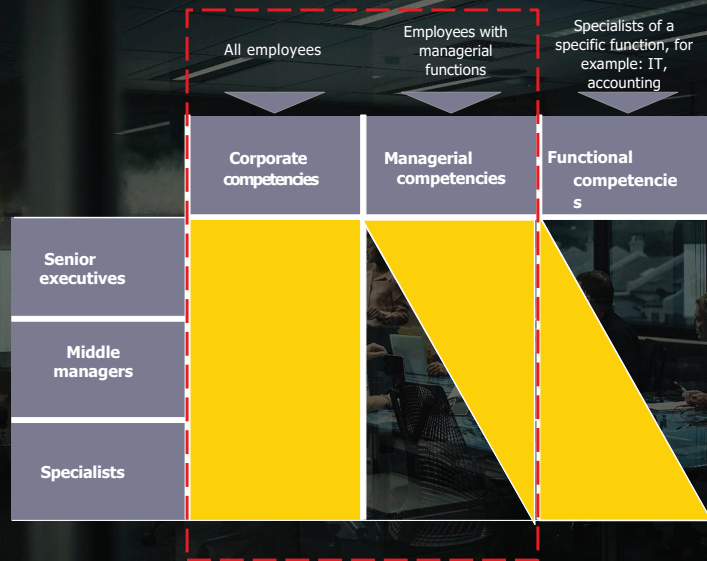 All employees
Employees with
managerial
functions
Specialists of a
specific function, for
example: IT,
accounting
Corporate
competencies
Managerial
competencies
Functional
competencie
s
Senior
executives
Middle
managers
Specialists